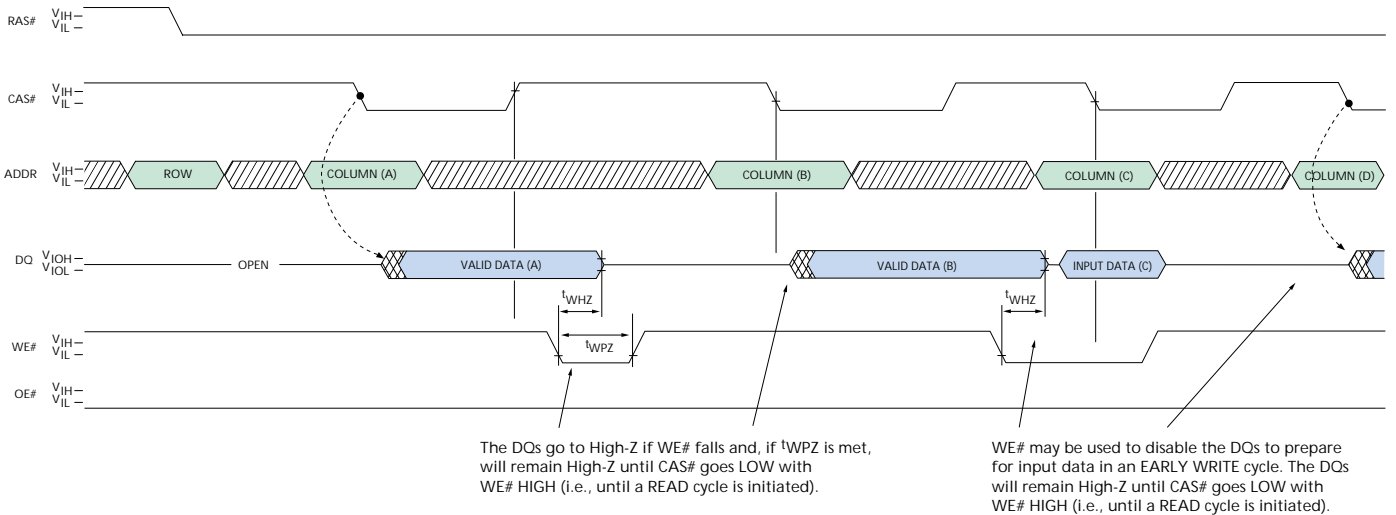 RAS# VIH
VIL
CAS# VIH
VIL
ADDR VIH
VIL
ROW COLUMN (A) COLUMN (B) COLUMN (C) COLUMN (D)
DQ VIOH
VIOL
OPEN VALID DATA (A) VALID DATA (B) INPUT DATA (C)
tWHZ tWHZ
tWPZ
WE# VIH
VIL
OE# VIH
VIL
The DQs go to High-Z if WE# falls and, if tWPZ is met,
will remain High-Z until CAS# goes LOW with
WE# HIGH (i.e., until a READ cycle is initiated).
WE# may be used to disable the DQs to prepare
for input data in an EARLY WRITE cycle. The DQs
will remain High-Z until CAS# goes LOW with
WE# HIGH (i.e., until a READ cycle is initiated).